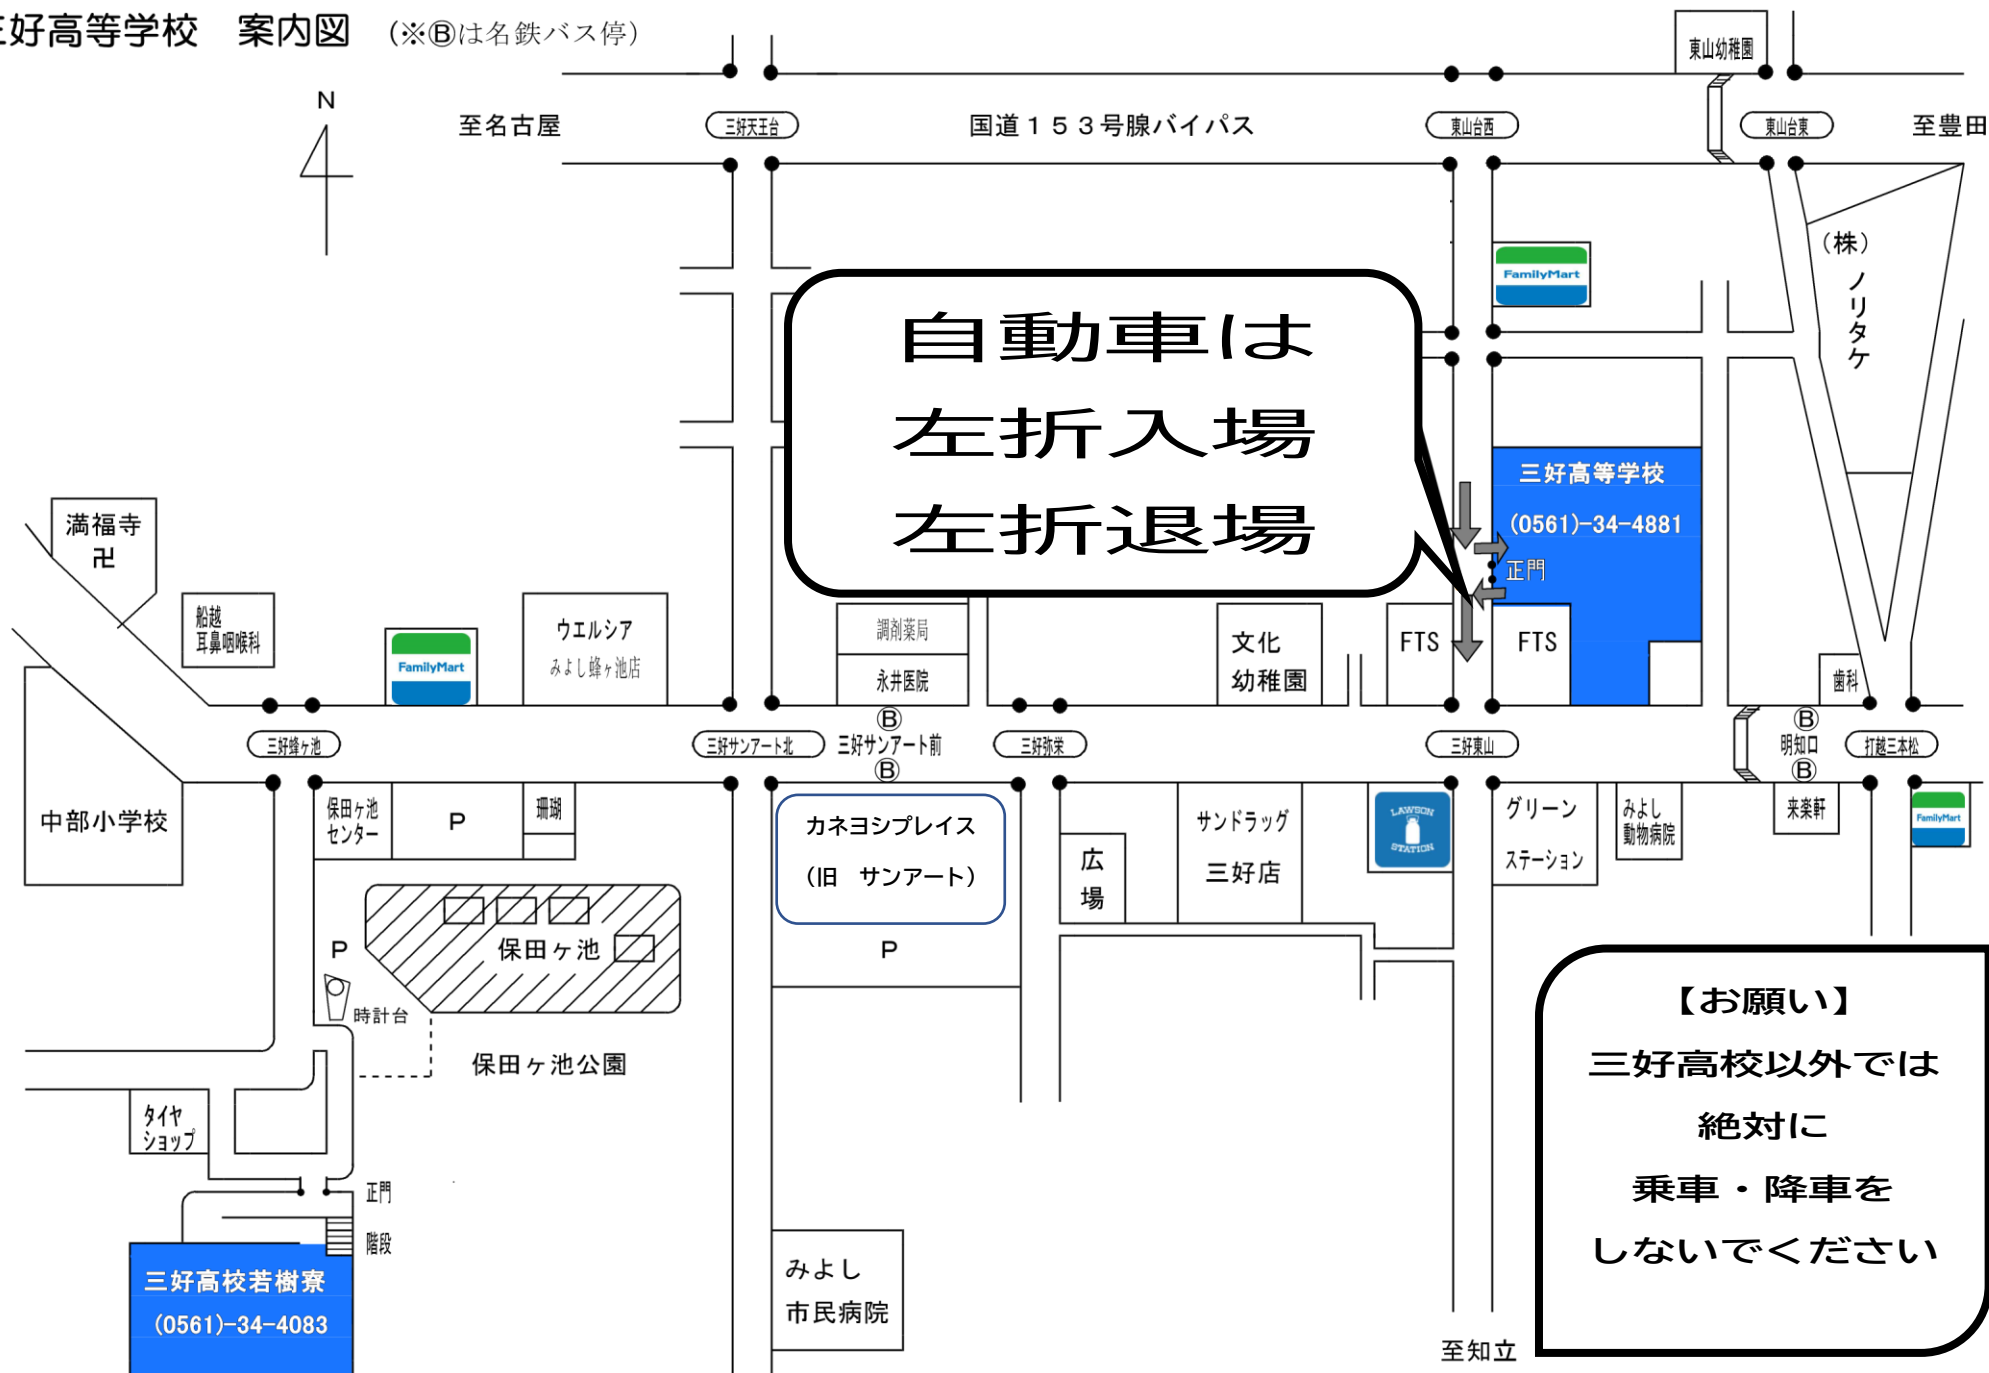 三好高等学校　案内図　(※Ⓑは名鉄バス停)
東山幼稚園
N
至名古屋
三好天王台
国道１５３号腺バイパス
東山台西
東山台東
至豊田
FamilyMart
(株)
ノリタケ
自動車は
左折入場
左折退場
三好高等学校
(0561)-34-4881
正門
満福寺
卍
船越
耳鼻咽喉科
FamilyMart
ウエルシア
みよし蜂ヶ池店
調剤薬局
永井医院
文化
幼稚園
FTS
FTS
歯科
三好蜂ヶ池
三好サンアート北
Ⓑ
三好サンアート前
Ⓑ
三好弥栄
三好東山
Ⓑ
明知口
Ⓑ
打越三本松
中部小学校
保田ヶ池
センター
P
珊瑚
カネヨシプレイス
(旧　サンアート)
P
広
場
サンドラッグ
三好店
LAWSON
STATION
グリーン
ステーション
みよし
動物病院
来楽軒
FamilyMart
P
時計台
保田ヶ池
保田ヶ池公園
タイヤ
ショップ
正門
階段
三好高校若樹寮
(0561)-34-4083
みよし
市民病院
至知立
【お願い】
三好高校以外では
絶対に
乗車・降車を
しないでください